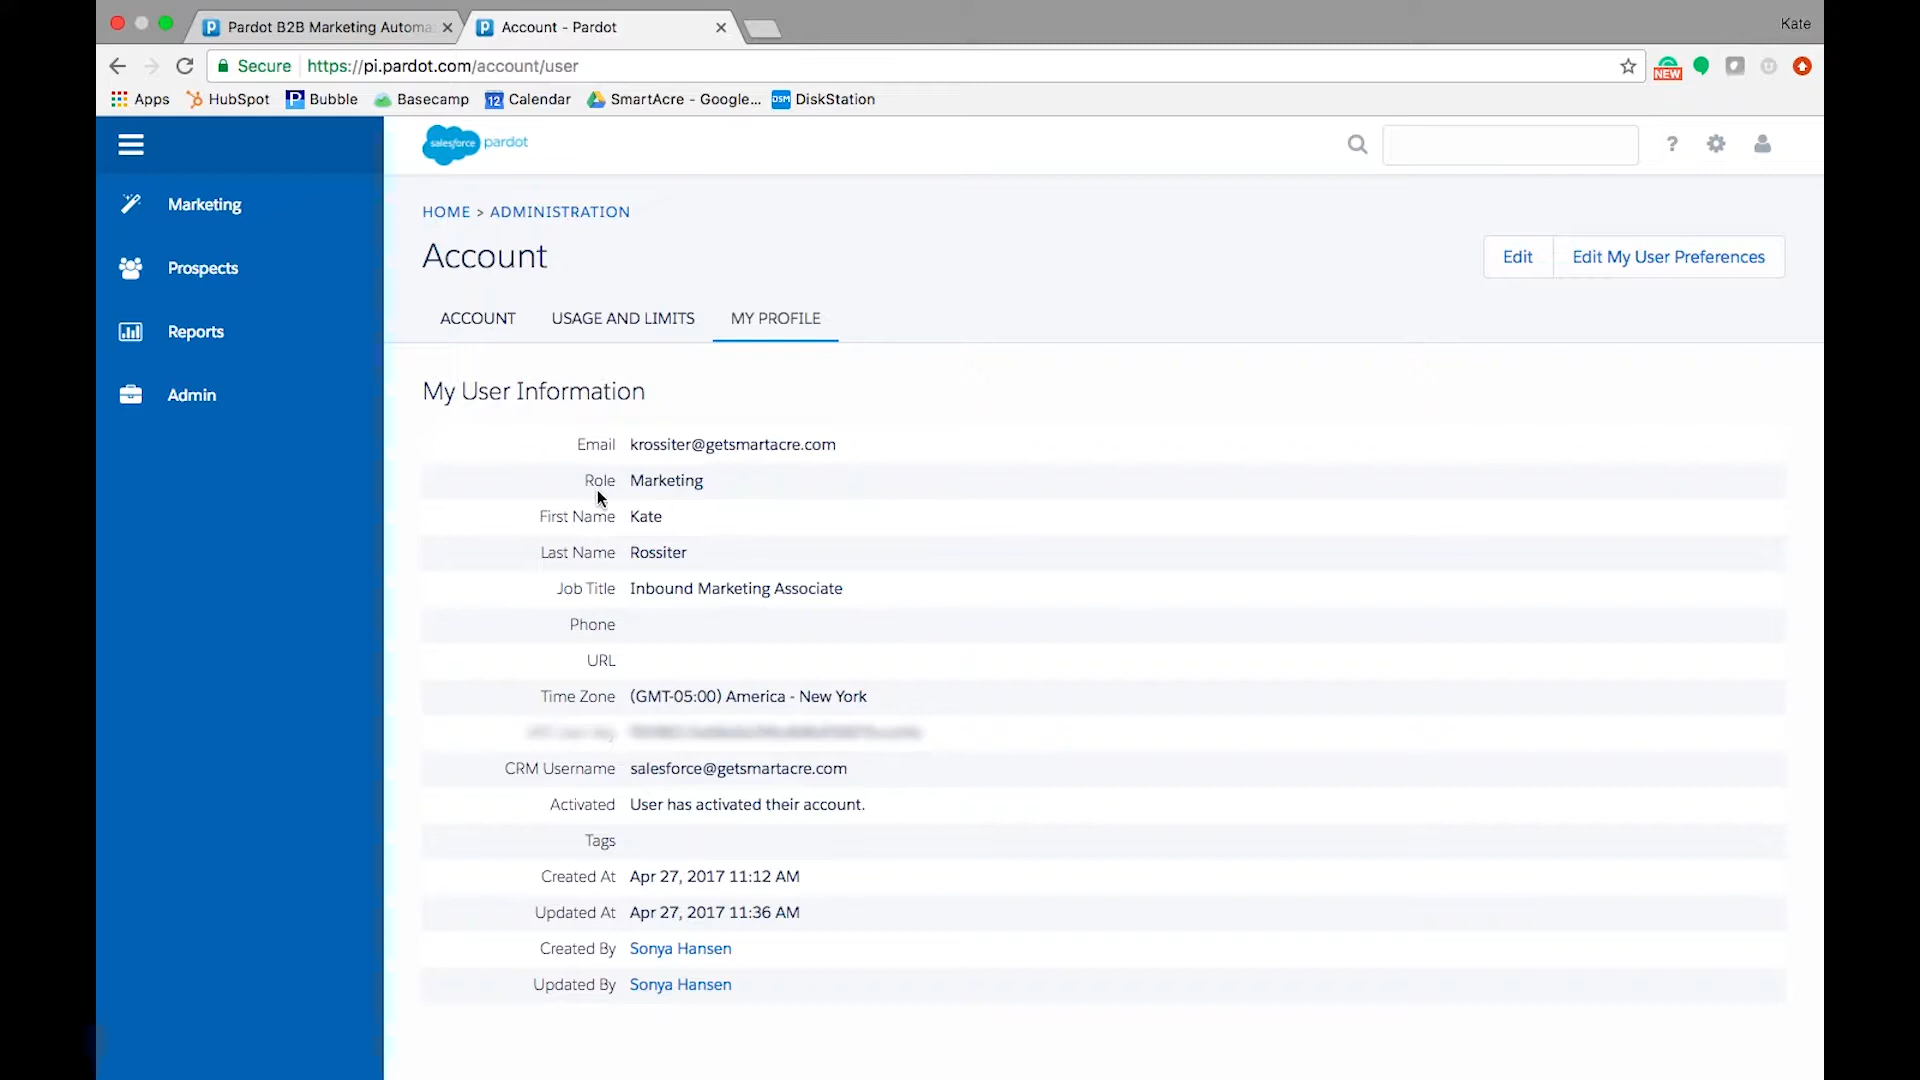 Pardot B2B Marketing Automa
Account - Pardot
Kate
Secure https://pi.pardot.com/account/user
NEW
Apps HubSpot Bubble Basecamp 12 Calendar SmartAcre - Google... DSM DiskStation
salesforce pardot
?
Marketing
Prospects
Reports
Admin
HOME > ADMINISTRATION
Account
Edit
Edit My User Preferences
ACCOUNT
USAGE AND LIMITS
MY PROFILE
My User Information
Email krossiter@getsmartacre.com
Role Marketing
First Name Kate
Last Name Rossiter
Job Title Inbound Marketing Associate
Phone
URL
Time Zone (GMT-05:00) America - New York
CRM Username salesforce@getsmartacre.com
Activated User has activated their account.
Tags
Created At Apr 27, 2017 11:12 AM
Updated At Apr 27, 2017 11:36 AM
Created By Sonya Hansen
Updated By Sonya Hansen